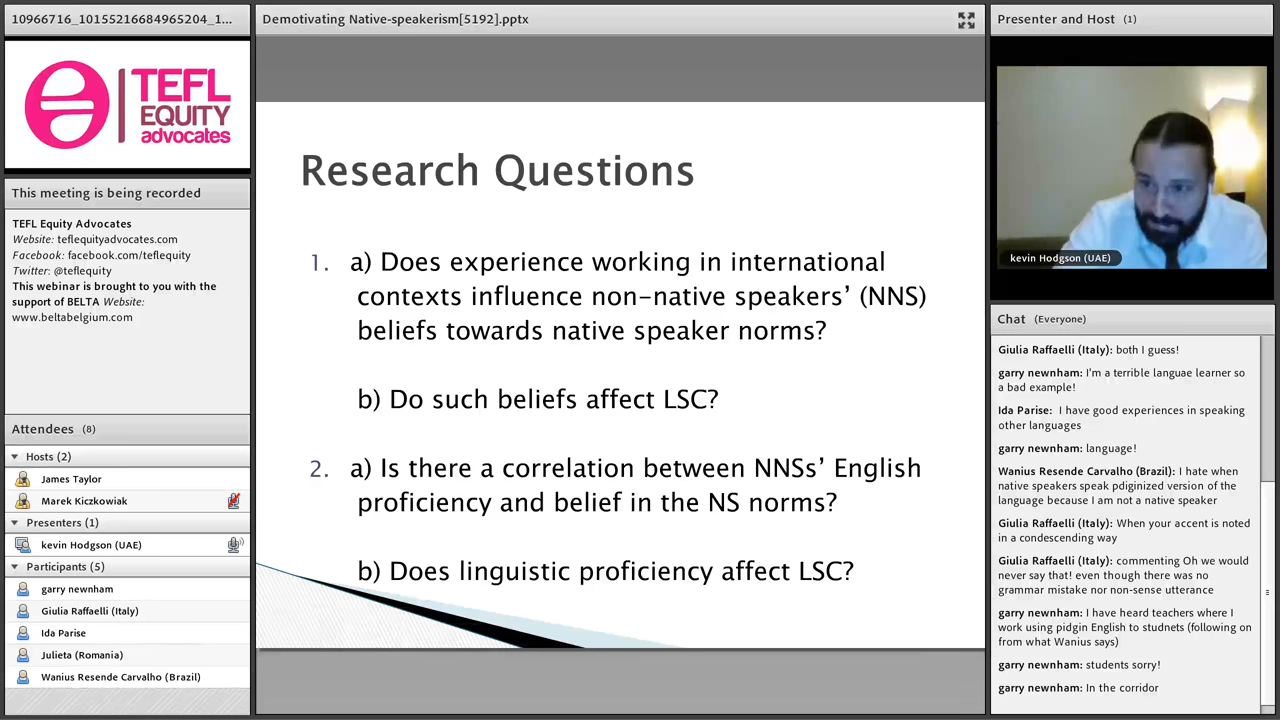 10966716_10155216684965204_1...
TEFL
EQUITY
advocates
This meeting is being recorded
TEFL Equity Advocates
Website: teflequityadvocates.com
Facebook: facebook.com/teflequity
Twitter: @teflequity
This webinar is brought to you with the
support of BELTA Website:
www.beltabelgium.com
Attendees (8)
Hosts (2)
James Taylor
Marek Kiczkowiak
Presenters (1)
kevin Hodgson (UAE)
Participants (5)
garry newnham
Giulia Raffaelli (Italy)
Ida Parise
Julieta (Romania)
Wanius Resende Carvalho (Brazil)
Demotivating Native-speakerism[5192].pptx
Research Questions
1. a) Does experience working in international
contexts influence non-native speakers’ (NNS)
beliefs towards native speaker norms?
b) Do such beliefs affect LSC?
2. a) Is there a correlation between NNSs’ English
proficiency and belief in the NS norms?
b) Does linguistic proficiency affect LSC?
Presenter and Host (1)
kevin Hodgson (UAE)
Chat (Everyone)
Giulia Raffaelli (Italy): both I guess!
garry newnham: I'm a terrible languae learner so
a bad example!
Ida Parise: I have good experiences in speaking
other languages
garry newnham: language!
Wanius Resende Carvalho (Brazil): I hate when
native speakers speak pdiginized version of the
language because I am not a native speaker
Giulia Raffaelli (Italy): When your accent is noted
in a condescending way
Giulia Raffaelli (Italy): commenting Oh we would
never say that! even though there was no
grammar mistake nor non-sense utterance
garry newnham: I have heard teachers where I
work using pidgin English to studnets (following on
from what Wanius says)
garry newnham: students sorry!
garry newnham: In the corridor